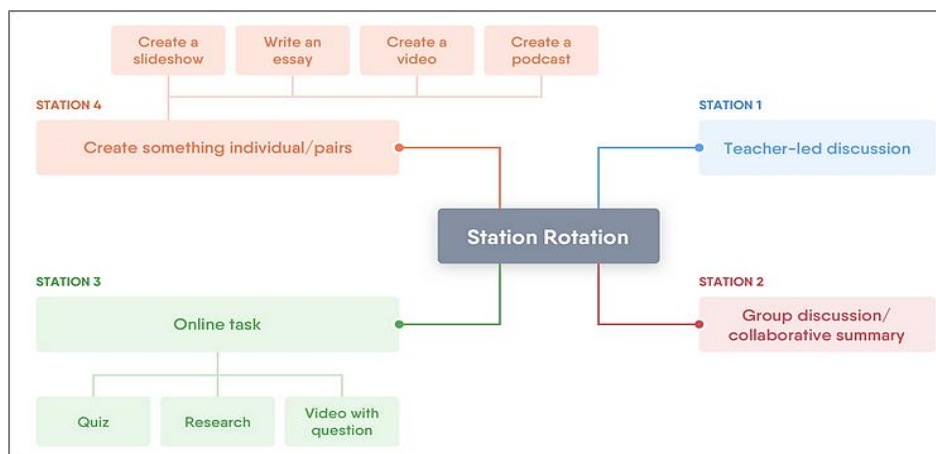 Create a
slideshow
Write an
essay
Create a
video
Create a
podcast
STATION 4
Create something individual/pairs
STATION 1
Teacher-led discussion
Station Rotation
STATION 3
Online task
STATION 2
Group discussion/
collaborative summary
Quiz
Research
Video with
question